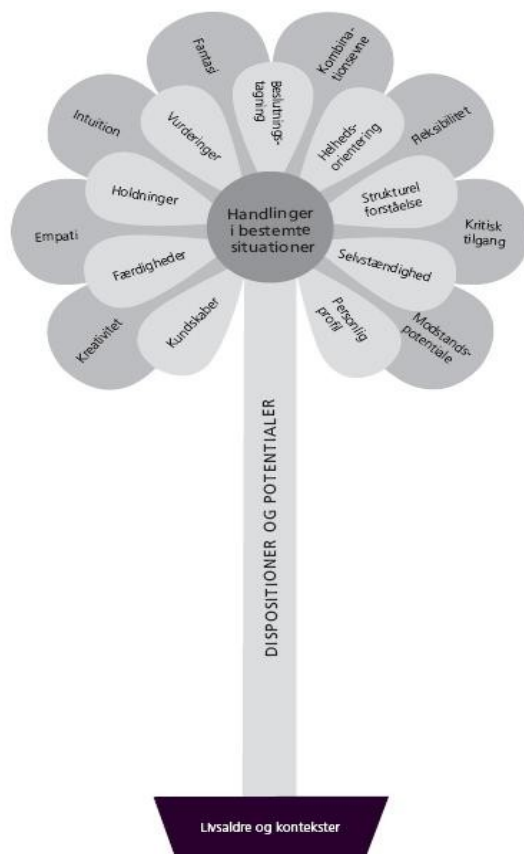 Fantasi
Kombina-
tionsevne
Beslutnings-
tagning
Intuition
Vurderinger
Helheds-
orientering
Fleksibilitet
Holdninger
Strukturel
forståelse
Handlinger
i bestemte
situationer
Empati
Kritisk
tilgang
Færdigheder
Selvstændighed
Kreativitet
Kundskaber
Personlig
profil
Modstands-
potentiale
DISPOSITIONER OG POTENTIALER
Livsaldre og kontekster